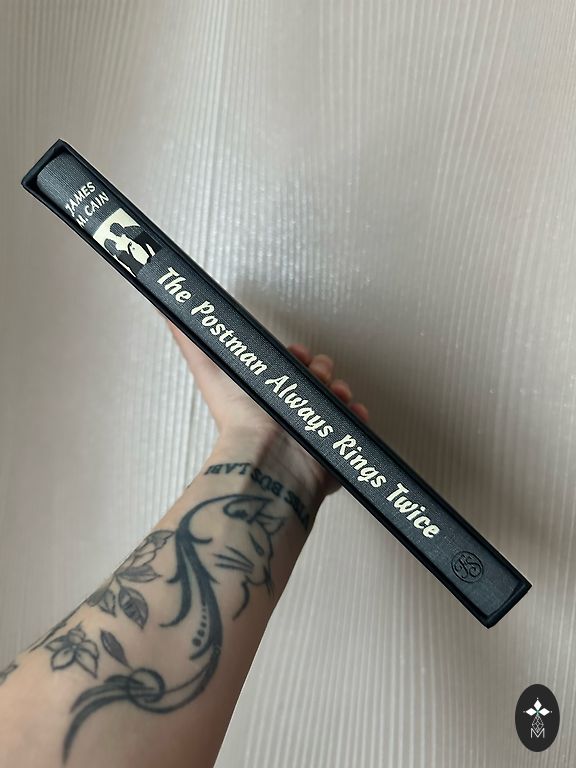 JAMES
M. CAIN
The Postman Always Rings Twice
M